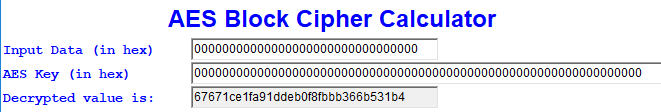 AES Block Cipher Calculator
Input Data (in hex) 00000000000000000000000000000000
AES Key (in hex) 0000000000000000000000000000000000000000000000000000000000000000
Decrypted value is: 67671ce1fa91ddeb0f8fbbb366b531b4